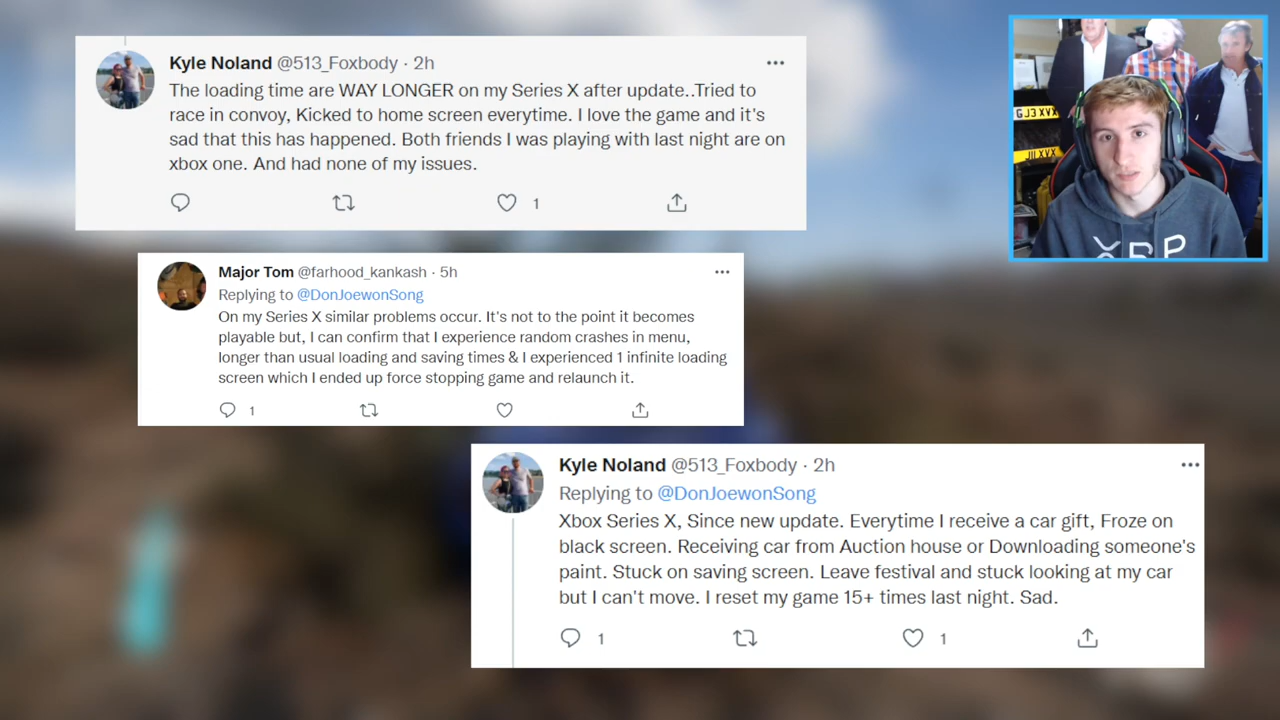 Kyle Noland @513_Foxbody · 2h
The loading time are WAY LONGER on my Series X after update..Tried to
race in convoy, Kicked to home screen everytime. I love the game and it's
sad that this has happened. Both friends I was playing with last night are on
xbox one. And had none of my issues.
1
Major Tom @farhood_kankash · 5h
Replying to @DonJoewonSong
On my Series X similar problems occur. It's not to the point it becomes
playable but, I can confirm that I experience random crashes in menu,
longer than usual loading and saving times & I experienced 1 infinite loading
screen which I ended up force stopping game and relaunch it.
1
Kyle Noland @513_Foxbody · 2h
Replying to @DonJoewonSong
Xbox Series X, Since new update. Everytime I receive a car gift, Froze on
black screen. Receiving car from Auction house or Downloading someone's
paint. Stuck on saving screen. Leave festival and stuck looking at my car
but I can't move. I reset my game 15+ times last night. Sad.
1 1
GJ3 XVX
J11 XVX